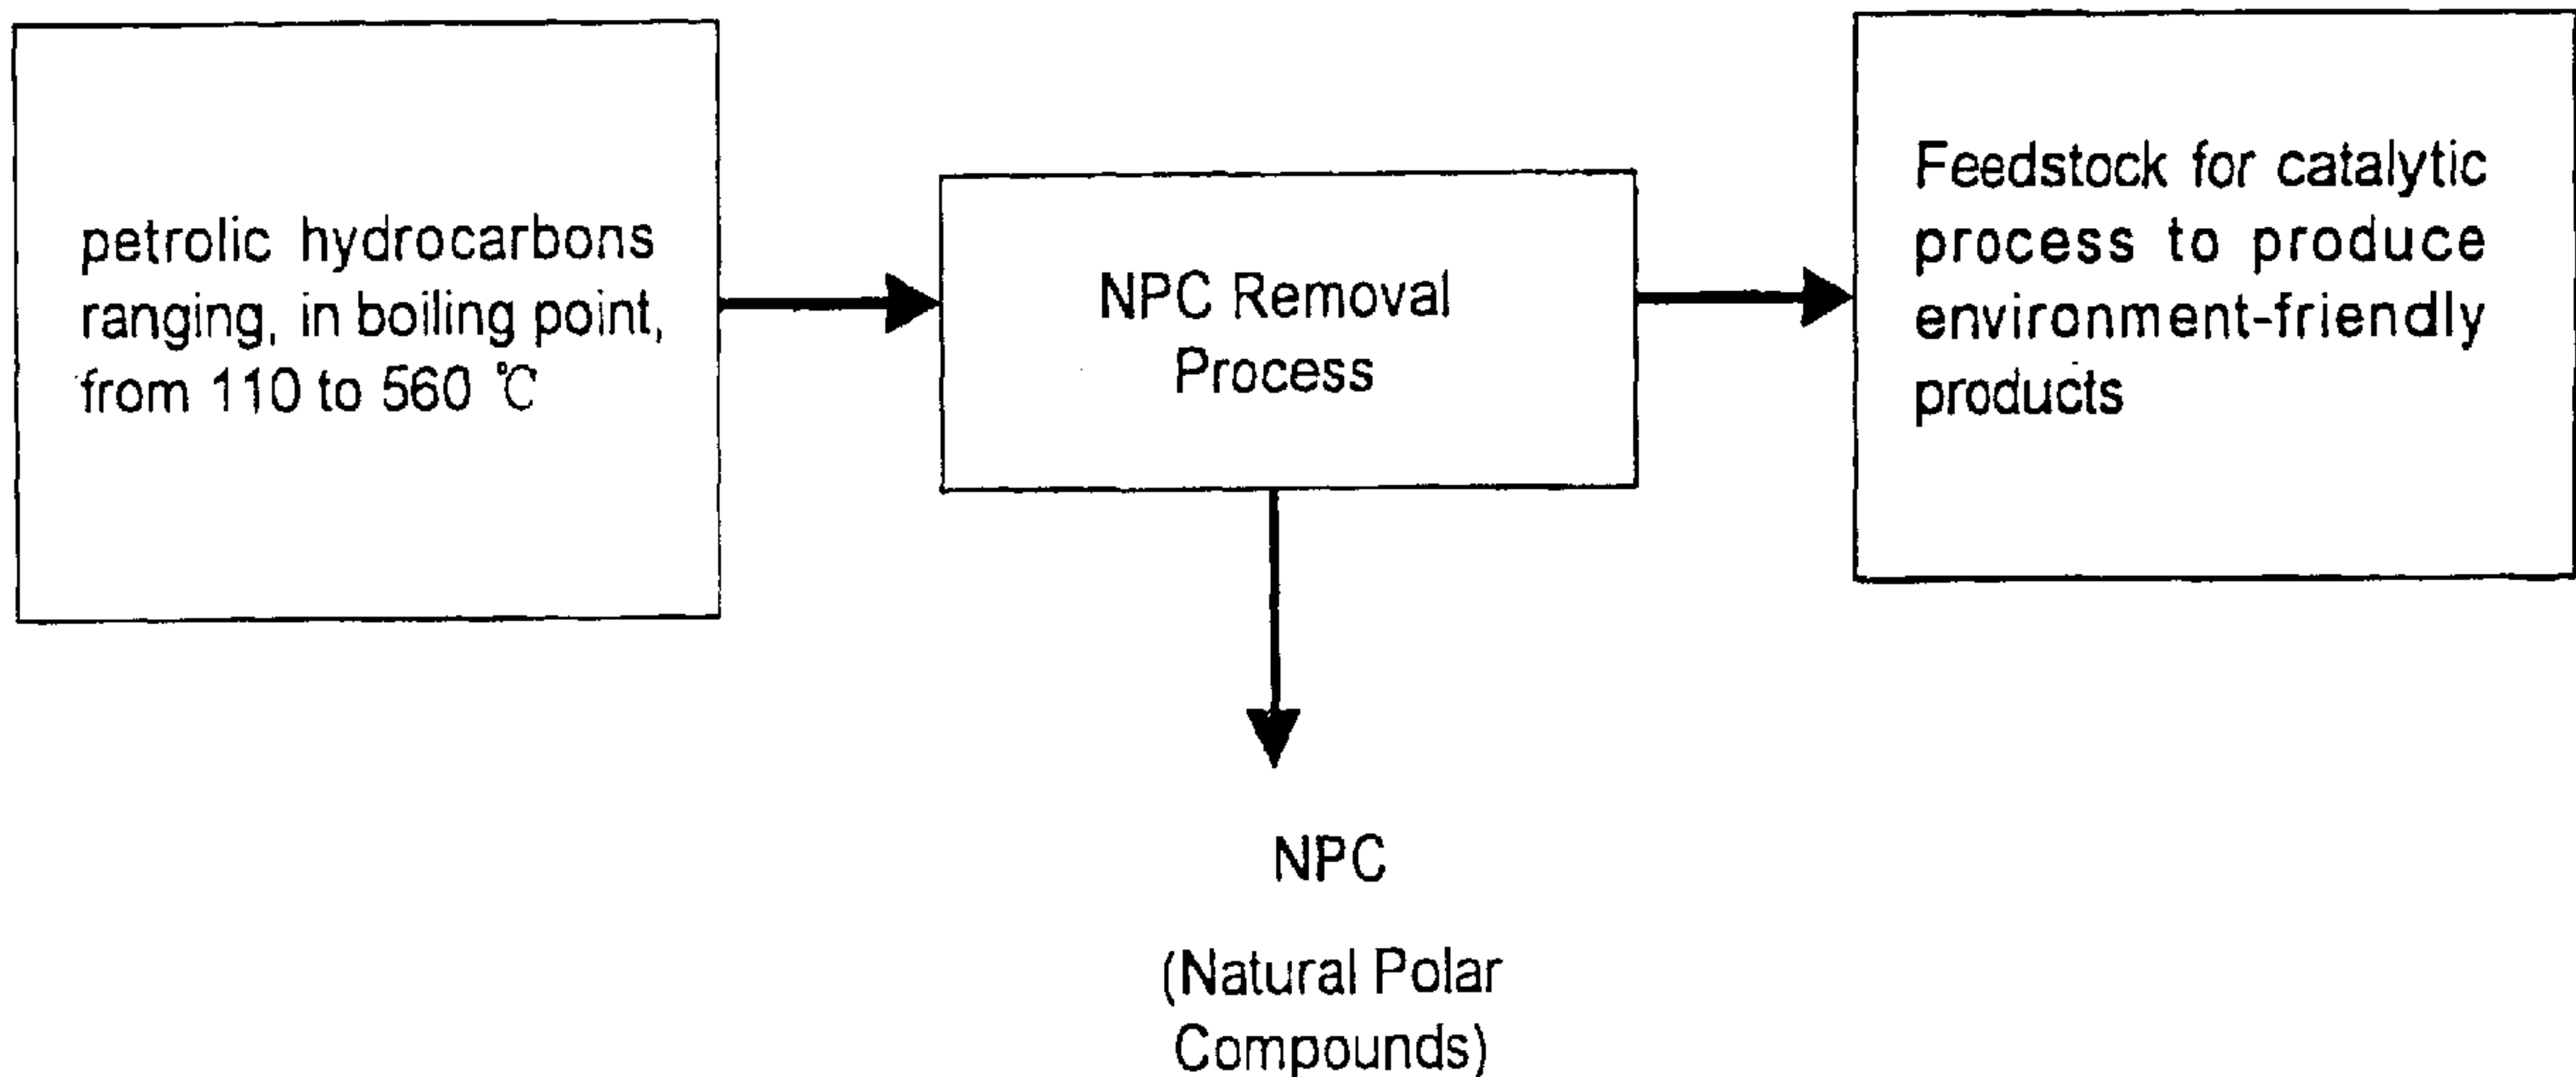 petrolic hydrocarbons
ranging, in boiling point,
from 110 to 560 ℃
NPC Removal
Process
Feedstock for catalytic
process to produce
environment-friendly
products
NPC
(Natural Polar
Compounds)